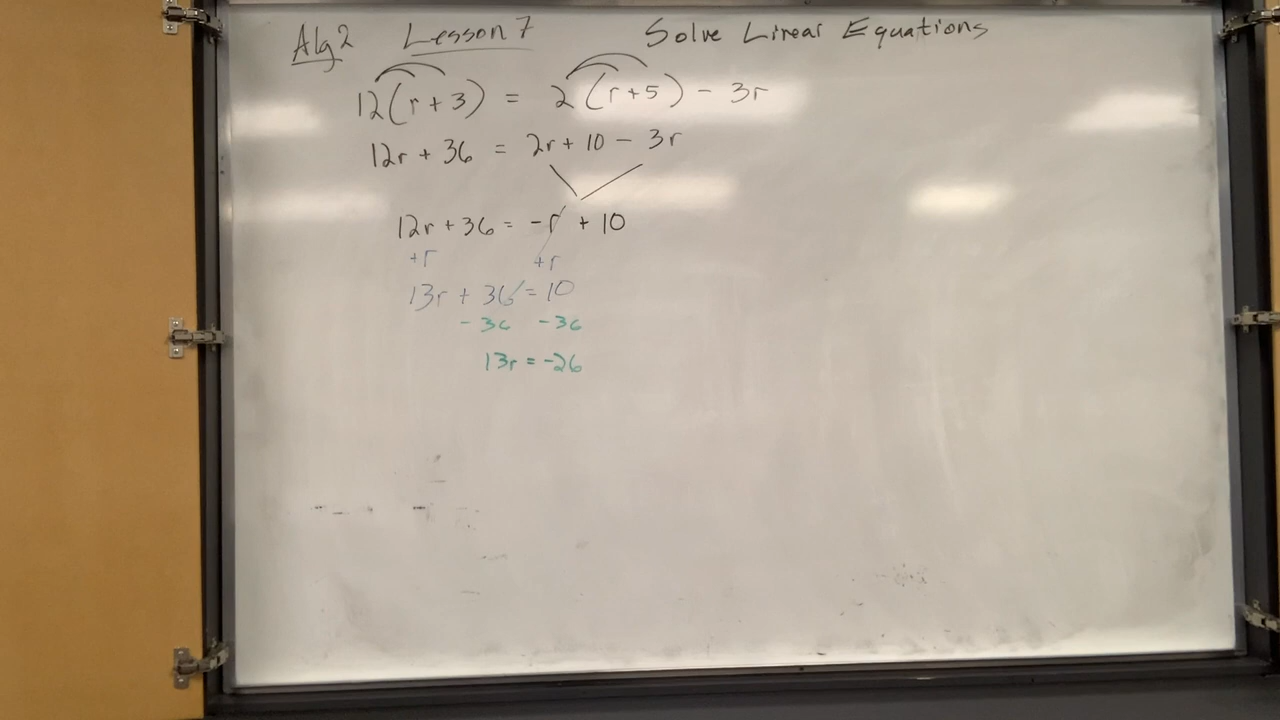 Alg2 Lesson 7 Solve Linear Equations
12(r+3) = 2(r+5) - 3r
12r + 36 = 2r + 10 - 3r
12r + 36 = -r + 10
+r +r
13r + 36 = 10
-36 -36
13r = -26